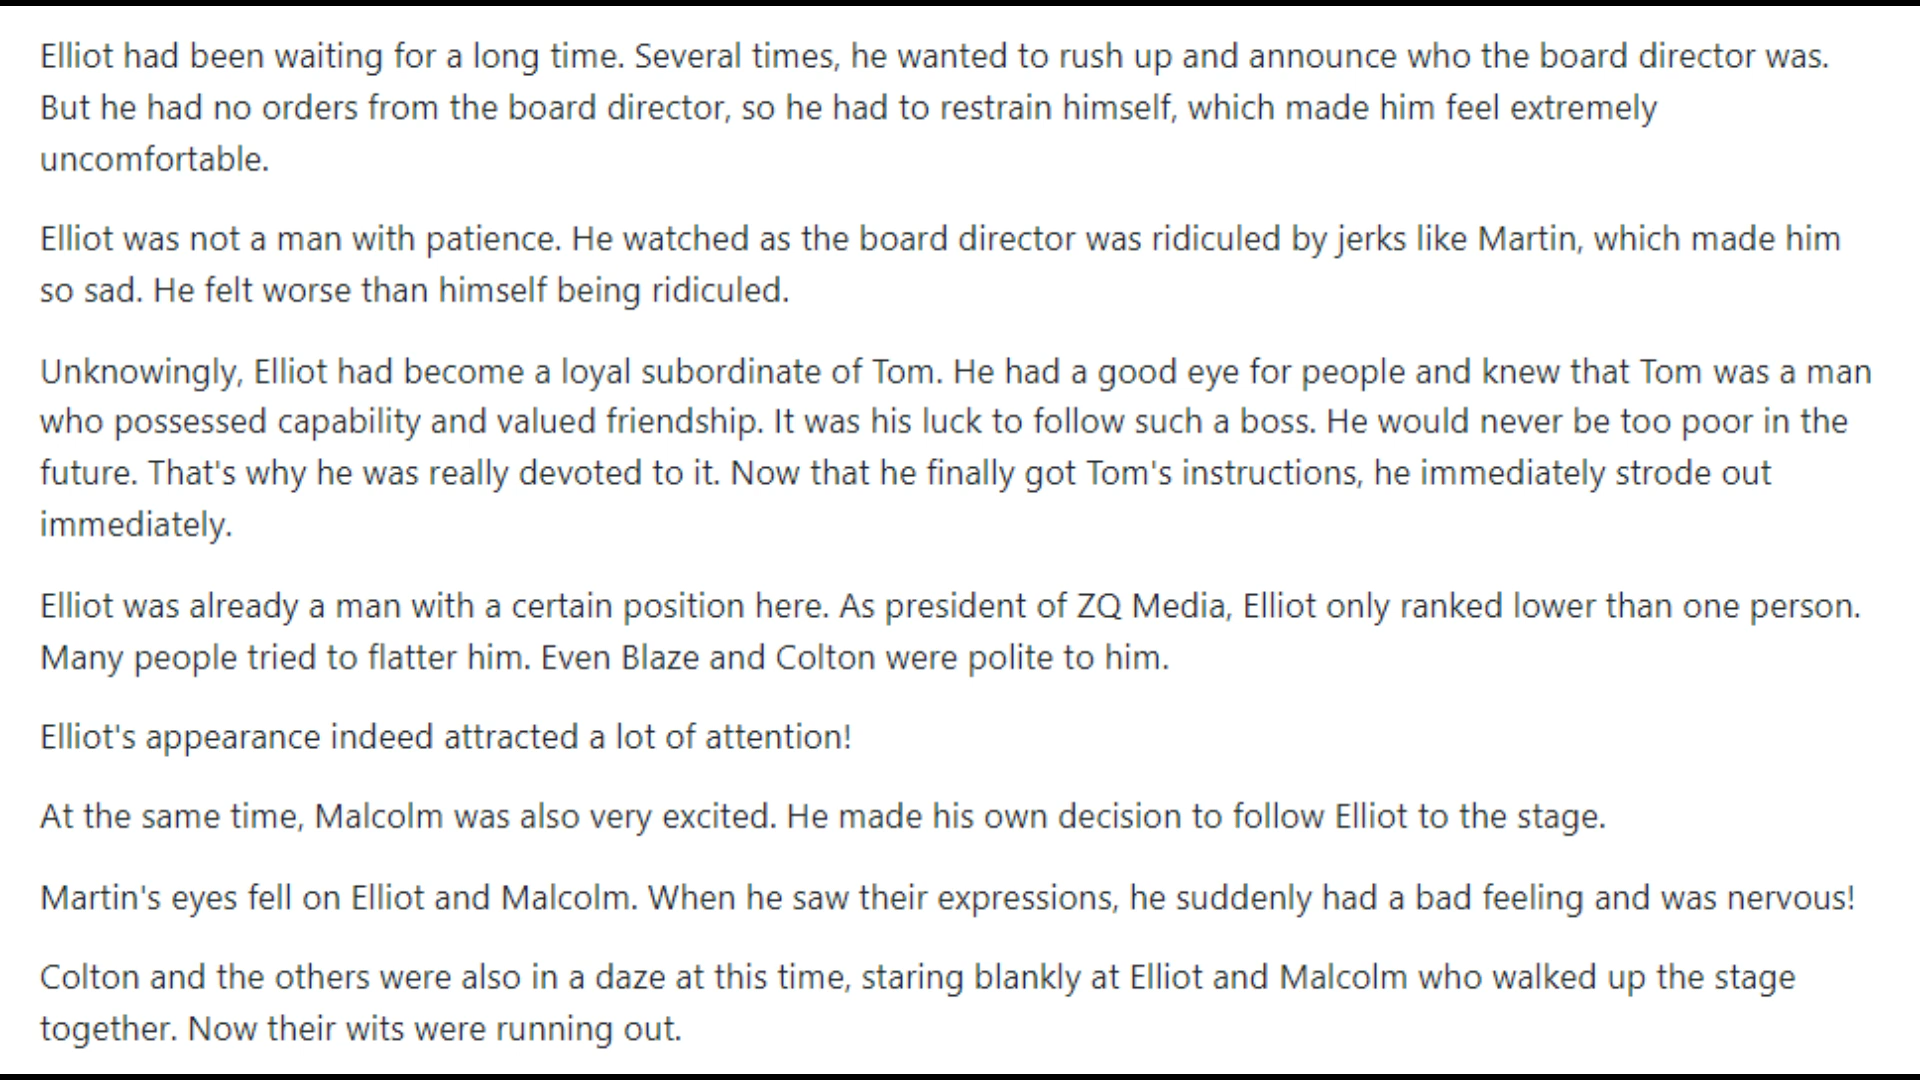 Elliot had been waiting for a long time. Several times, he wanted to rush up and announce who the board director was.
But he had no orders from the board director, so he had to restrain himself, which made him feel extremely
uncomfortable.
Elliot was not a man with patience. He watched as the board director was ridiculed by jerks like Martin, which made him
so sad. He felt worse than himself being ridiculed.
Unknowingly, Elliot had become a loyal subordinate of Tom. He had a good eye for people and knew that Tom was a man
who possessed capability and valued friendship. It was his luck to follow such a boss. He would never be too poor in the
future. That's why he was really devoted to it. Now that he finally got Tom's instructions, he immediately strode out
immediately.
Elliot was already a man with a certain position here. As president of ZQ Media, Elliot only ranked lower than one person.
Many people tried to flatter him. Even Blaze and Colton were polite to him.
Elliot's appearance indeed attracted a lot of attention!
At the same time, Malcolm was also very excited. He made his own decision to follow Elliot to the stage.
Martin's eyes fell on Elliot and Malcolm. When he saw their expressions, he suddenly had a bad feeling and was nervous!
Colton and the others were also in a daze at this time, staring blankly at Elliot and Malcolm who walked up the stage
together. Now their wits were running out.